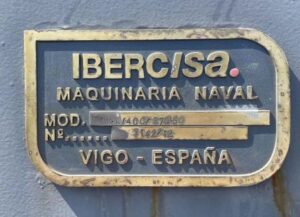 IBERCISA.
MAQUINARIA NAVAL
MOD.
Nº
VIGO - ESPAÑA